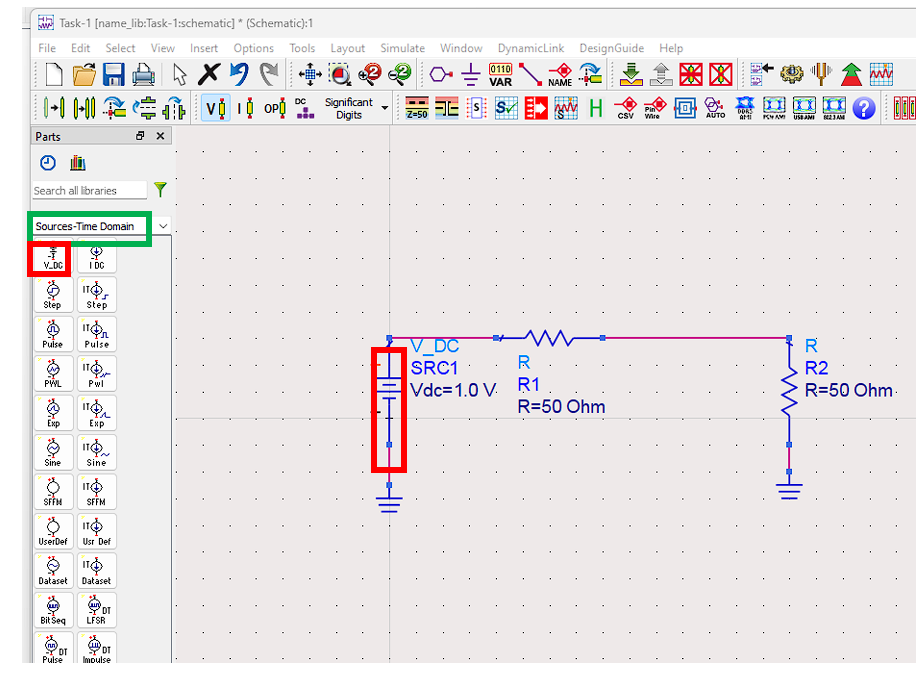 Task-1 [name_lib:Task-1:schematic] * (Schematic):1
File Edit Select View Insert Options Tools Layout Simulate Window DynamicLink DesignGuide Help
0110
VAR
NAME
V I OP DC Significant Digits
Z=50 S S H CSV Pin Wire AUTO ?
Parts
Search all libraries
Sources-Time Domain
V_DC I DC
Step Step
Pulse Pulse
PWL Pwl
Exp Exp
Sine Sine
SFFM SFFM
UserDef Usr Def
Dataset Dataset
BitSeq DT LFSR
DT Pulse DT Impulse
V_DC
SRC1
Vdc=1.0 V
R
R1
R=50 Ohm
R
R2
R=50 Ohm